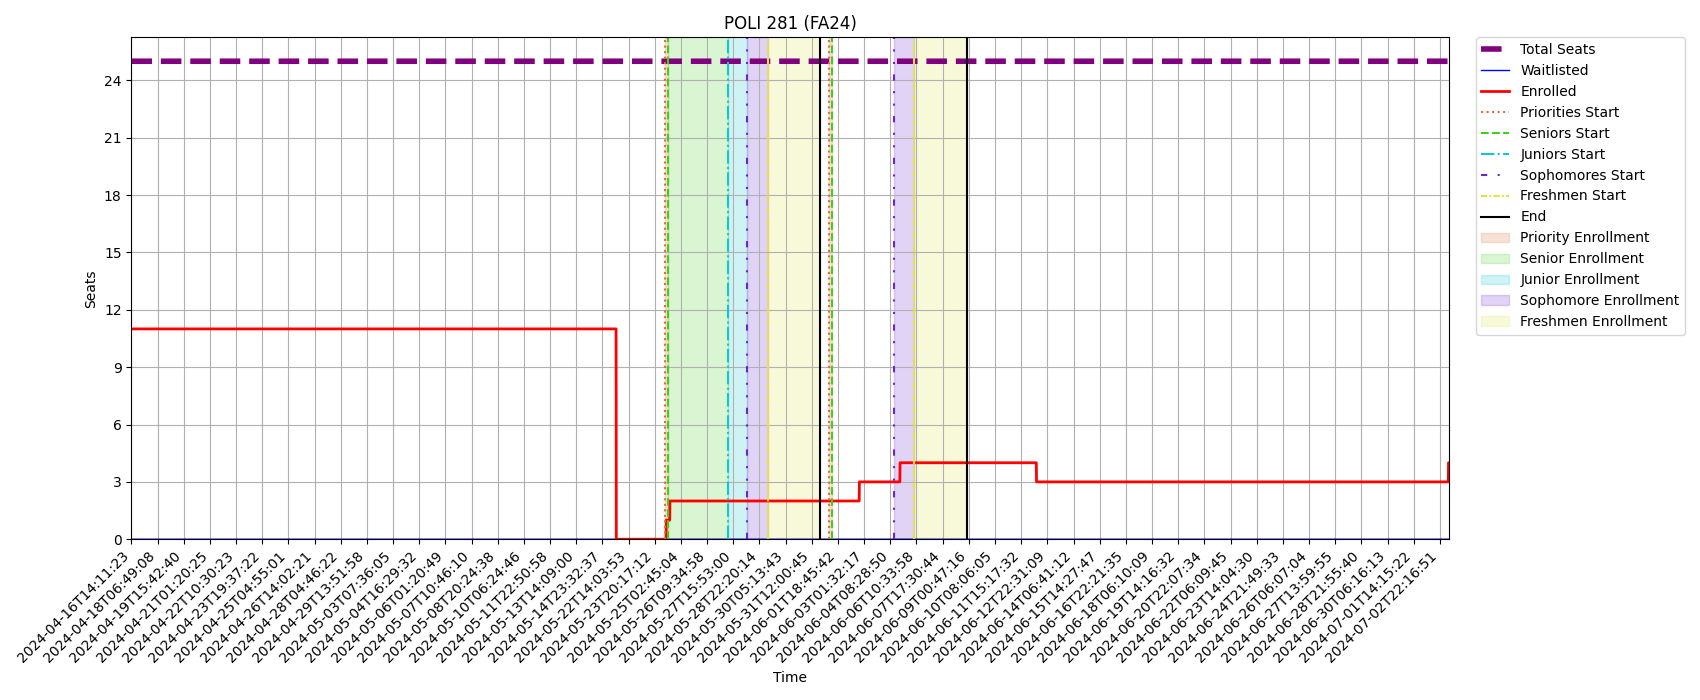 POLI 281 (FA24)
Total Seats
Waitlisted
Enrolled
Priorities Start
Seniors Start
Juniors Start
Sophomores Start
Freshmen Start
End
Priority Enrollment
Senior Enrollment
Junior Enrollment
Sophomore Enrollment
Freshmen Enrollment
Seats
24
21
18
15
12
9
6
3
0
2024-04-16T14:11:23
2024-04-18T06:49:08
2024-04-19T15:42:40
2024-04-21T01:20:25
2024-04-22T10:30:23
2024-04-23T19:37:22
2024-04-25T04:55:01
2024-04-26T14:02:21
2024-04-28T04:46:22
2024-04-29T13:51:58
2024-05-03T07:36:05
2024-05-04T16:29:32
2024-05-06T01:20:49
2024-05-07T10:46:10
2024-05-08T20:24:38
2024-05-10T06:24:46
2024-05-11T22:50:58
2024-05-13T14:09:00
2024-05-14T23:32:37
2024-05-22T14:03:53
2024-05-23T20:17:12
2024-05-25T02:45:04
2024-05-26T09:34:58
2024-05-27T15:53:00
2024-05-28T22:20:14
2024-05-30T05:13:43
2024-05-31T12:00:45
2024-06-01T18:45:42
2024-06-03T01:32:17
2024-06-04T08:28:50
2024-06-06T10:33:58
2024-06-07T17:30:44
2024-06-09T00:47:16
2024-06-10T08:06:05
2024-06-11T15:17:32
2024-06-12T22:31:09
2024-06-14T06:41:12
2024-06-15T14:27:47
2024-06-16T22:21:35
2024-06-18T06:10:09
2024-06-19T14:16:32
2024-06-20T22:07:34
2024-06-22T06:09:45
2024-06-23T14:04:30
2024-06-24T21:49:33
2024-06-26T06:07:04
2024-06-27T13:59:55
2024-06-28T21:55:40
2024-06-30T06:16:13
2024-07-01T14:15:22
2024-07-02T22:16:51
Time